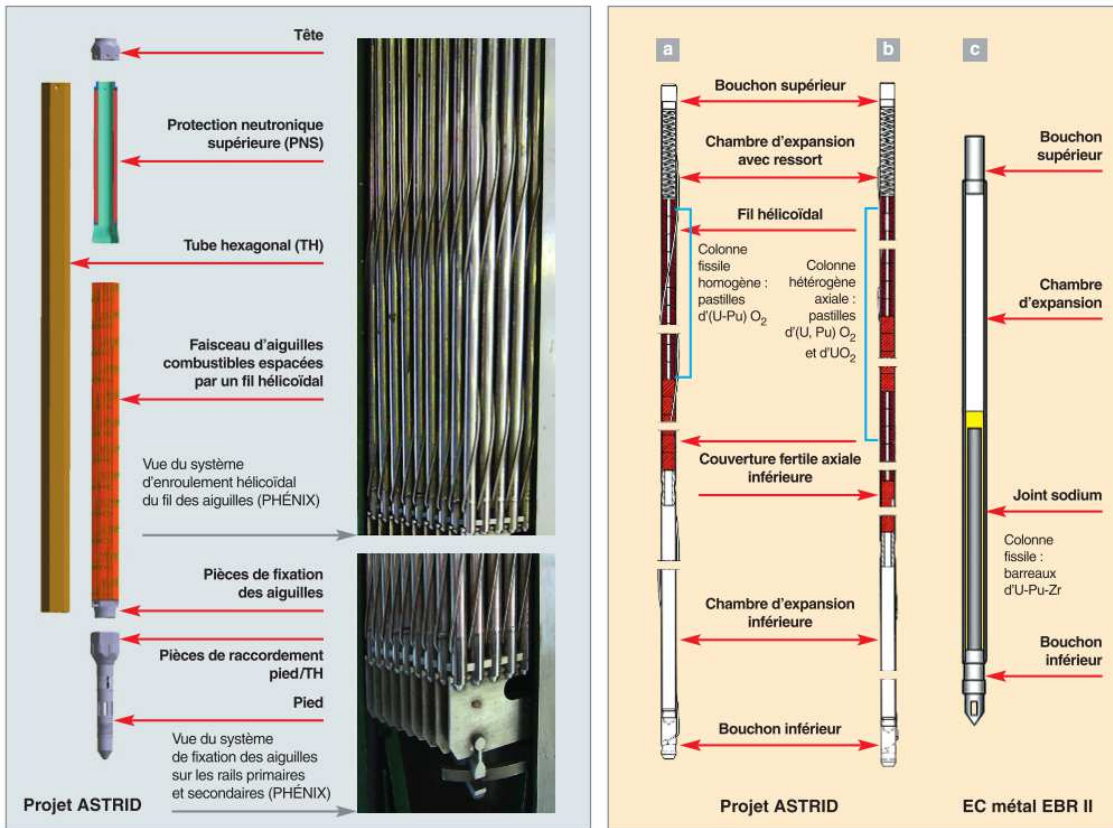 Tête
Protection neutronique
supérieure (PNS)
Tube hexagonal (TH)
Faisceau d'aiguilles
combustibles espacées
par un fil hélicoïdal
Vue du système
d'enroulement hélicoïdal
du fil des aiguilles (PHÉNIX)
Pièces de fixation
des aiguilles
Pièces de raccordement
pied/TH
Pied
Vue du système
de fixation des aiguilles
sur les rails primaires
et secondaires (PHÉNIX)
Projet ASTRID
a
b
c
Bouchon supérieur
Chambre d'expansion
avec ressort
Fil hélicoïdal
Colonne
fissile
homogène :
pastilles
d'(U-Pu) O2
Colonne
hétérogène
axiale :
pastilles
d'(U, Pu) O2
et d'UO2
Couverture fertile axiale
inférieure
Chambre d'expansion
inférieure
Bouchon inférieur
Projet ASTRID
Bouchon
supérieur
Chambre
d'expansion
Joint sodium
Colonne
fissile :
barreaux
d'U-Pu-Zr
Bouchon
inférieur
EC métal EBR II